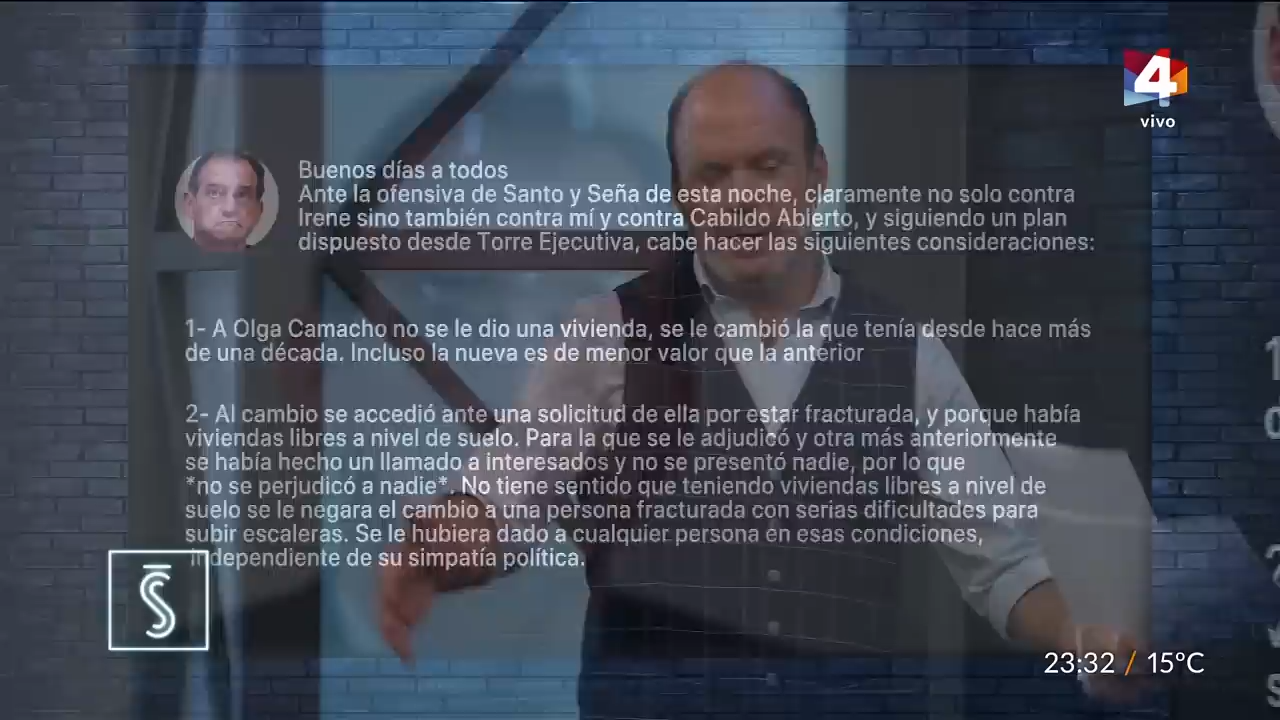 4
vivo
Buenos días a todos
Ante la ofensiva de Santo y Seña de esta noche, claramente no solo contra
Irene sino también contra mí y contra Cabildo Abierto, y siguiendo un plan
dispuesto desde Torre Ejecutiva, cabe hacer las siguientes consideraciones:
1- A Olga Camacho no se le dio una vivienda, se le cambió la que tenía desde hace más
de una década. Incluso la nueva es de menor valor que la anterior
2- Al cambio se accedió ante una solicitud de ella por estar fracturada, y porque había
viviendas libres a nivel de suelo. Para la que se le adjudicó y otra más anteriormente
se había hecho un llamado a interesados y no se presentó nadie, por lo que
*no se perjudicó a nadie*. No tiene sentido que teniendo viviendas libres a nivel de
suelo se le negara el cambio a una persona fracturada con serias dificultades para
subir escaleras. Se le hubiera dado a cualquier persona en esas condiciones,
independiente de su simpatía política.
S
23:32 / 15°C